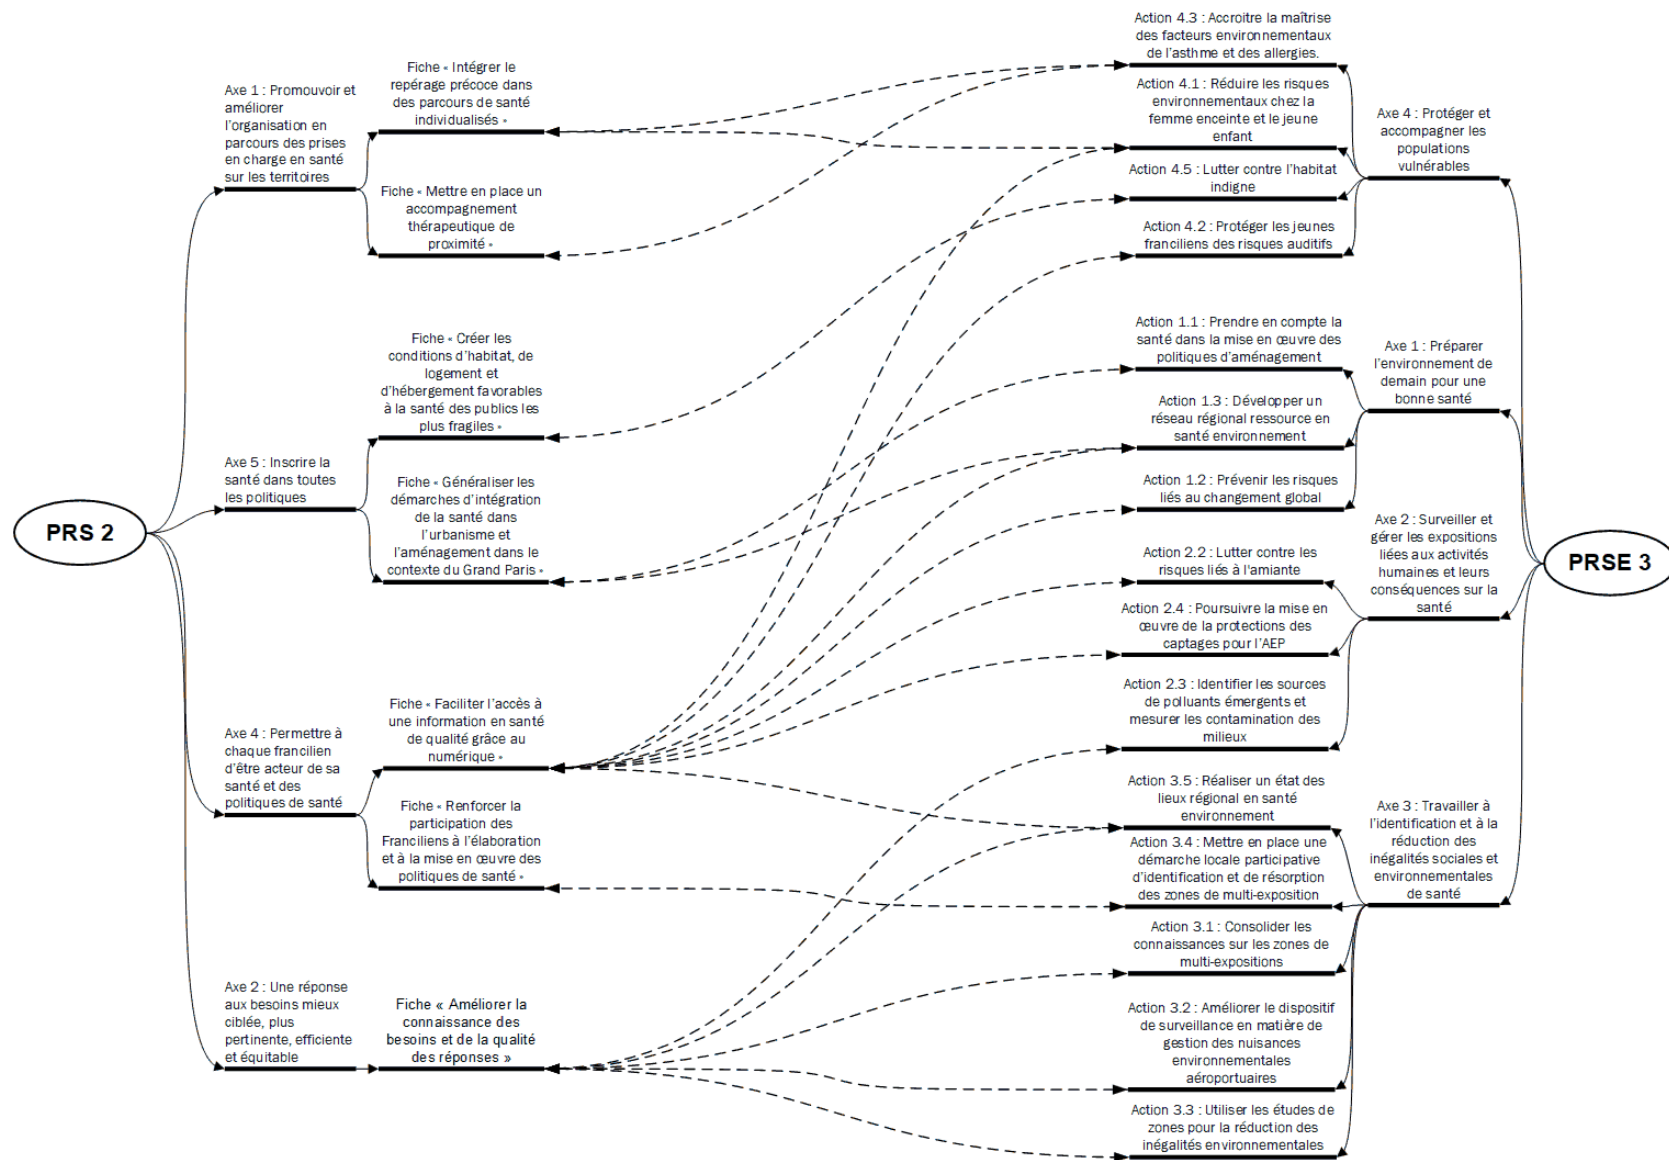 PRS 2
Axe 1 : Promouvoir et
améliorer
l'organisation en
parcours des prises
en charge en santé
sur les territoires
Fiche « Intégrer le
repérage précoce dans
des parcours de santé
individualisés »
Fiche « Mettre en place un
accompagnement
thérapeutique de
proximité »
Axe 5 : Inscrire la
santé dans toutes
les politiques
Fiche « Créer les
conditions d'habitat, de
logement et
d'hébergement favorables
à la santé des publics les
plus fragiles »
Fiche « Généraliser les
démarches d'intégration
de la santé dans
l'urbanisme et
l'aménagement dans le
contexte du Grand Paris »
Axe 4 : Permettre à
chaque francilien
d'être acteur de sa
santé et des
politiques de santé
Fiche « Faciliter l'accès à
une information en santé
de qualité grâce au
numérique »
Fiche « Renforcer la
participation des
Franciliens à l'élaboration
et à la mise en œuvre des
politiques de santé »
Axe 2 : Une réponse
aux besoins mieux
ciblée, plus
pertinente, efficiente
et équitable
Fiche « Améliorer la
connaissance des
besoins et de la qualité
des réponses »
Action 4.3 : Accroitre la maîtrise
des facteurs environnementaux
de l'asthme et des allergies.
Action 4.1 : Réduire les risques
environnementaux chez la
femme enceinte et le jeune
enfant
Action 4.5 : Lutter contre l'habitat
indigne
Action 4.2 : Protéger les jeunes
franciliens des risques auditifs
Axe 4 : Protéger et
accompagner les
populations
vulnérables
Action 1.1 : Prendre en compte la
santé dans la mise en œuvre des
politiques d'aménagement
Action 1.3 : Développer un
réseau régional ressource en
santé environnement
Action 1.2 : Prévenir les risques
liés au changement global
Axe 1 : Préparer
l'environnement de
demain pour une
bonne santé
Action 2.2 : Lutter contre les
risques liés à l'amiante
Action 2.4 : Poursuivre la mise en
œuvre de la protections des
captages pour l'AEP
Action 2.3 : Identifier les sources
de polluants émergents et
mesurer les contamination des
milieux
Axe 2 : Surveiller et
gérer les expositions
liées aux activités
humaines et leurs
conséquences sur la
santé
Action 3.5 : Réaliser un état des
lieux régional en santé
environnement
Action 3.4 : Mettre en place une
démarche locale participative
d'identification et de résorption
des zones de multi-exposition
Action 3.1 : Consolider les
connaissances sur les zones de
multi-expositions
Action 3.2 : Améliorer le dispositif
de surveillance en matière de
gestion des nuisances
environnementales
aéroportuaires
Action 3.3 : Utiliser les études de
zones pour la réduction des
inégalités environnementales
Axe 3 : Travailler à
l'identification et à la
réduction des
inégalités sociales et
environnementales
de santé
PRSE 3